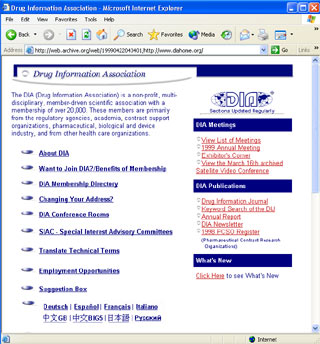 Drug Information Association - Microsoft Internet Explorer
File Edit View Favorites Tools Help
Back Search Favorites
Address http://web.archive.org/web/19990422043401/http://www.diahome.org/ Go Links
Drug Information Association
The DIA (Drug Information Association) is a non-profit, multi-
disciplinary, member-driven scientific association with a
membership of over 20,000. These members are primarily
from the regulatory agencies, academia, contract support
organizations, pharmaceutical, biological and device
industry, and from other health care organizations.
About DIA
Want to Join DIA?/Benefits of Membership
DIA Membership Directory
Changing Your Address?
DIA Conference Rooms
SIAC - Special Interest Advisory Committees
Translate Technical Terms
Employment Opportunities
Suggestion Box
Deutsch | Español | Français | Italiano
中文GB | 中文BIG5 | 日本語 | Русский
DIA
Sections Updated Regularly
DIA Meetings
View List of Meetings
1999 Annual Meeting
Exhibitor's Corner
View the March 16th archived
Satellite Video Conference
DIA Publications
Drug Information Journal
Keyword Search of the DIJ
Annual Report
DIA Newsletter
1998 PCSO Register
(Pharmaceutical Contract Research
Organizations)
What's New
Click Here to see What's New
Internet